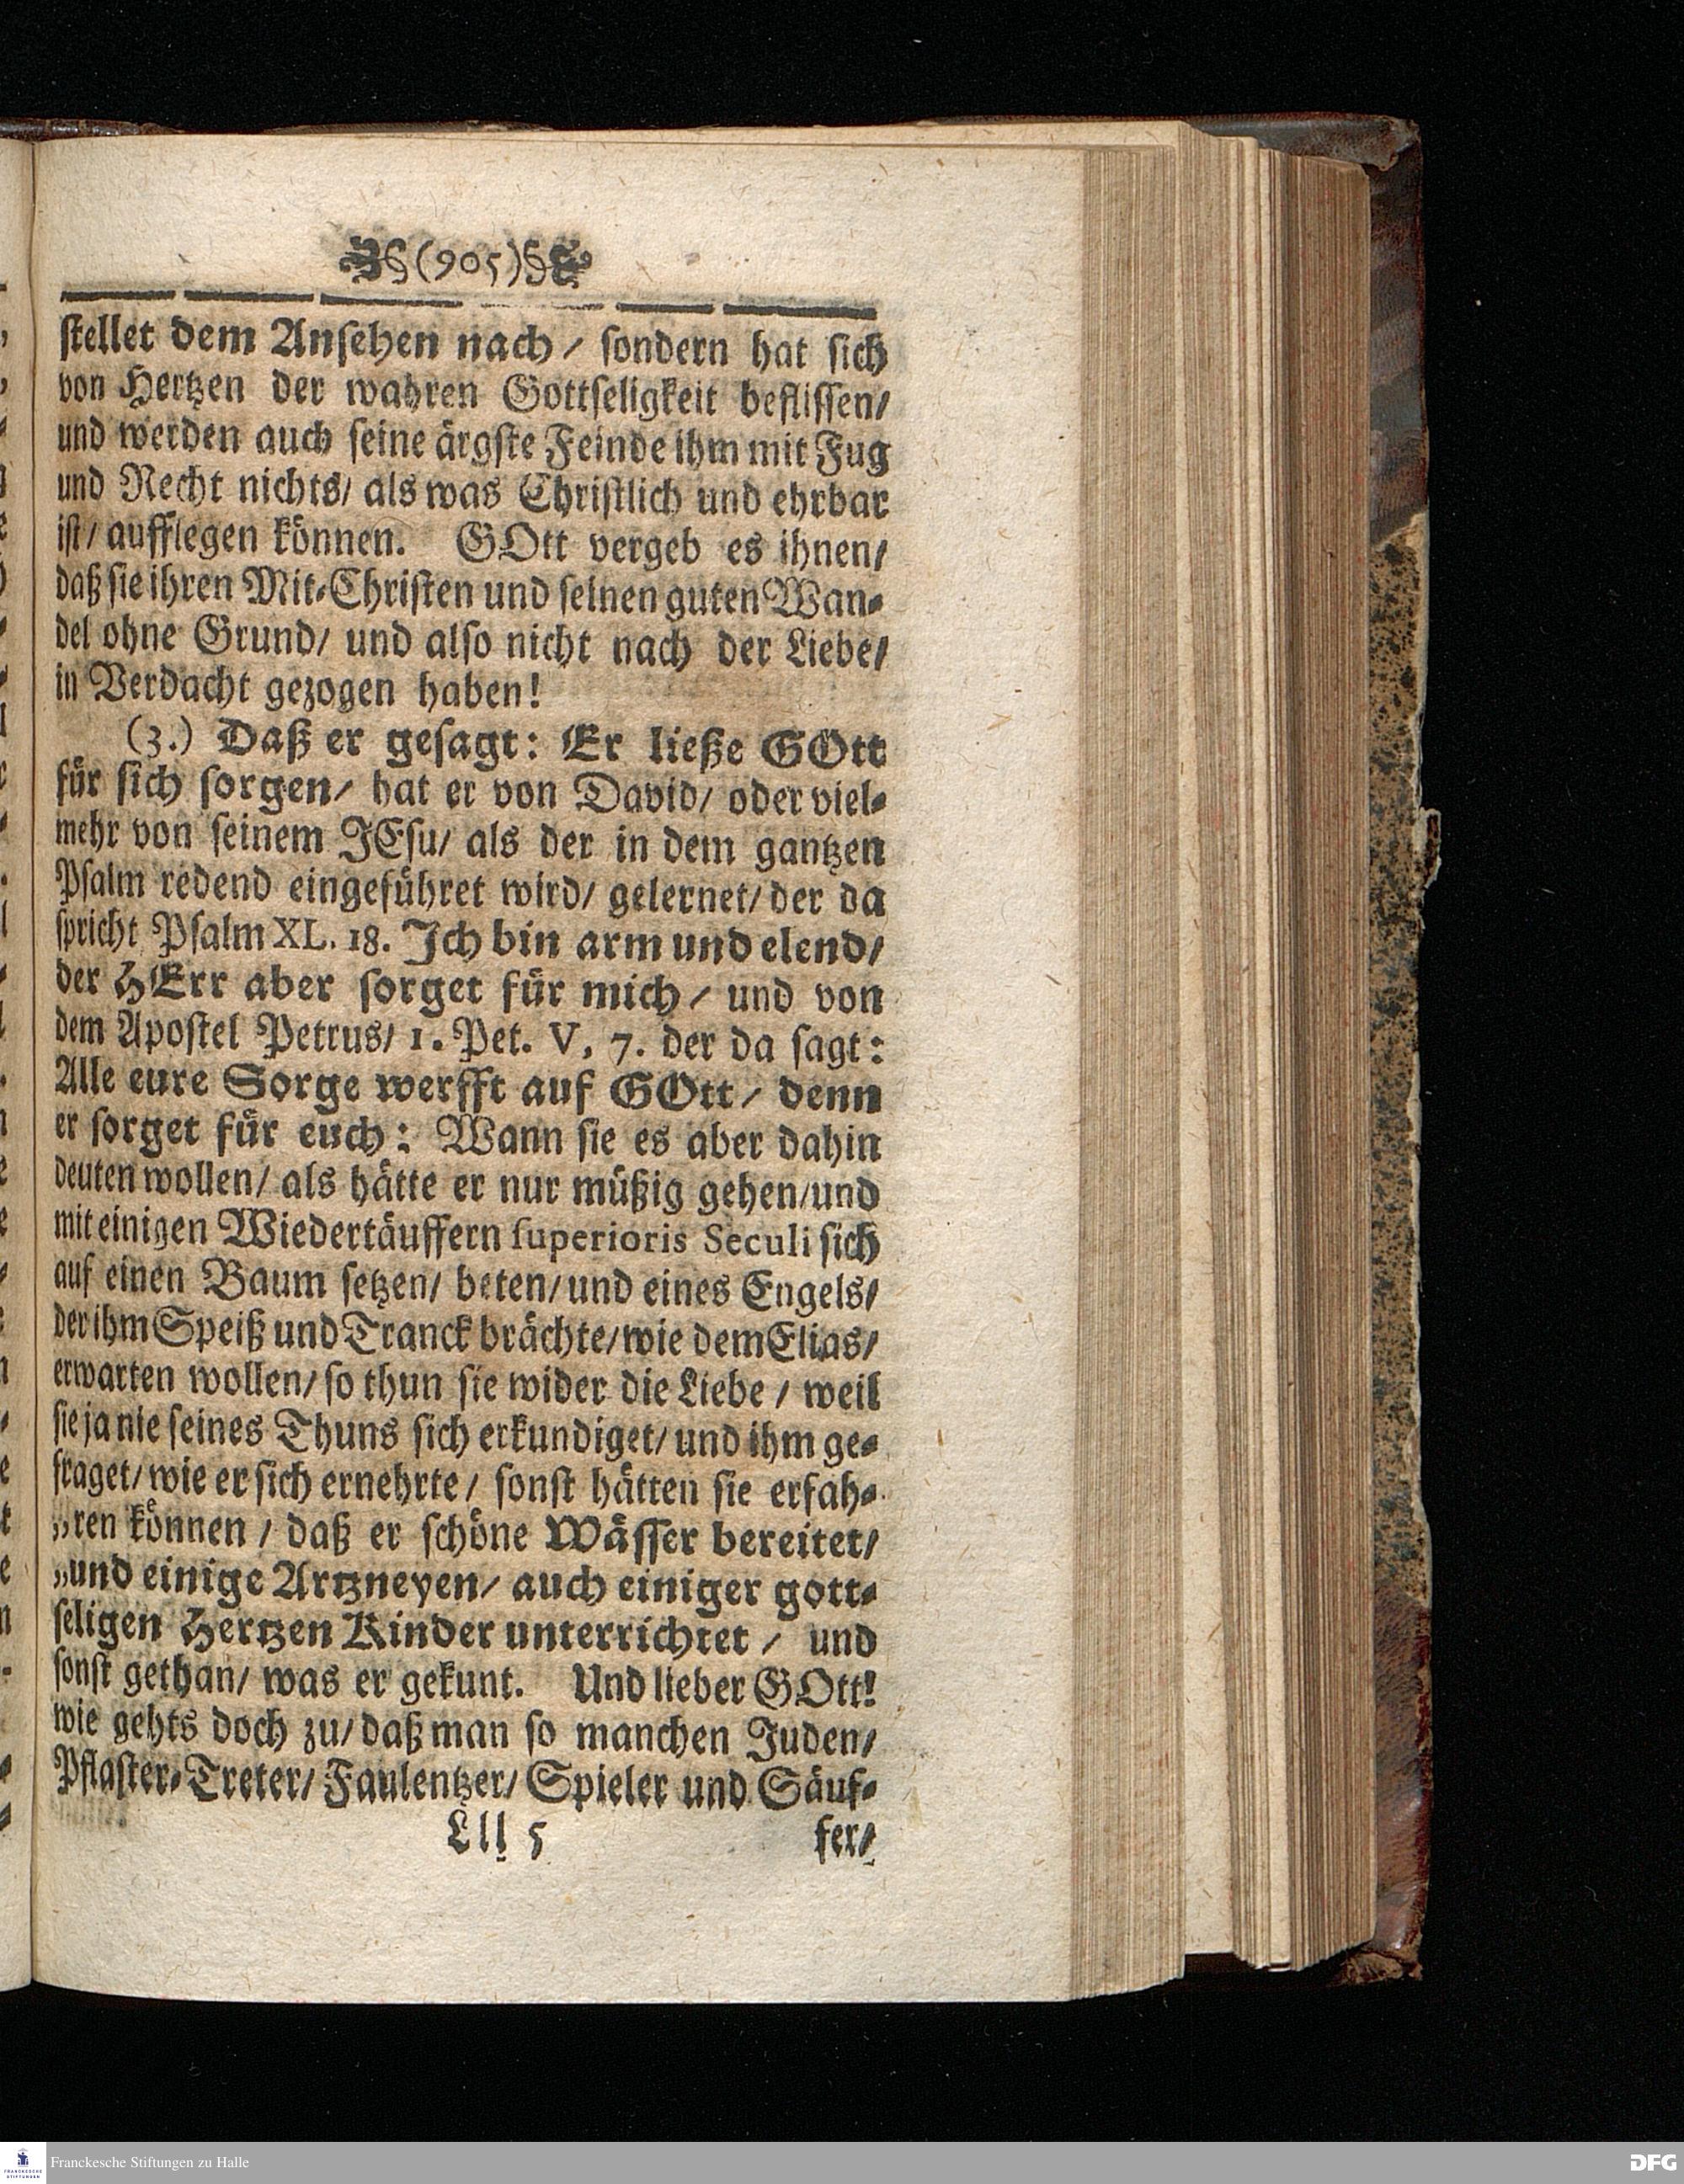 §(905)§
stellet dem Ansehen nach/ sondern hat sich
von Hertzen der wahren Gottseligkeit beflissen/
und werden auch seine ärgste Feinde ihm mit Fug
und Recht nichts/ als was Christlich und ehrbar
ist/ aufflegen können. GOtt vergeb es ihnen/
daß sie ihren Mit-Christen und seinen guten Wan-
del ohne Grund/ und also nicht nach der Liebe/
in Verdacht gezogen haben!
(3.) Daß er gesagt: Er ließe GOtt
für sich sorgen/ hat er von David/ oder viel-
mehr von seinem JEsu/ als der in dem gantzen
Psalm redend eingeführet wird/ gelernet/ der da
spricht Psalm XL. 18. Ich bin arm und elend/
der HErr aber sorget für mich/ und von
dem Apostel Petrus/ 1. Pet. V, 7. der da sagt:
Alle eure Sorge werfft auf GOtt/ denn
er sorget für euch: Wann sie es aber dahin
deuten wollen/ als hätte er nur müßig gehen/ und
mit einigen Wiedertäuffern superioris Seculi sich
auf einen Baum setzen/ beten/ und eines Engels/
der ihm Speiß und Tranck brächte/ wie dem Elias/
erwarten wollen/ so thun sie wider die Liebe/ weil
sie ja nie seines Thuns sich erkundiget/ und ihm ge-
fraget/ wie er sich ernehrte/ sonst hätten sie erfah-
„ren können/ daß er schöne Wässer bereitet/
„und einige Artzneyen/ auch einiger gott-
seligen Hertzen Kinder unterrichtet/ und
sonst gethan/ was er gekunt. Und lieber GOtt!
wie gehts doch zu/ daß man so manchen Juden/
Pflaster-Treter/ Faulentzer/ Spieler und Säuf-
Lll 5 fer/
FRANCKESCHE STIFTUNGEN
Franckesche Stiftungen zu Halle
DFG